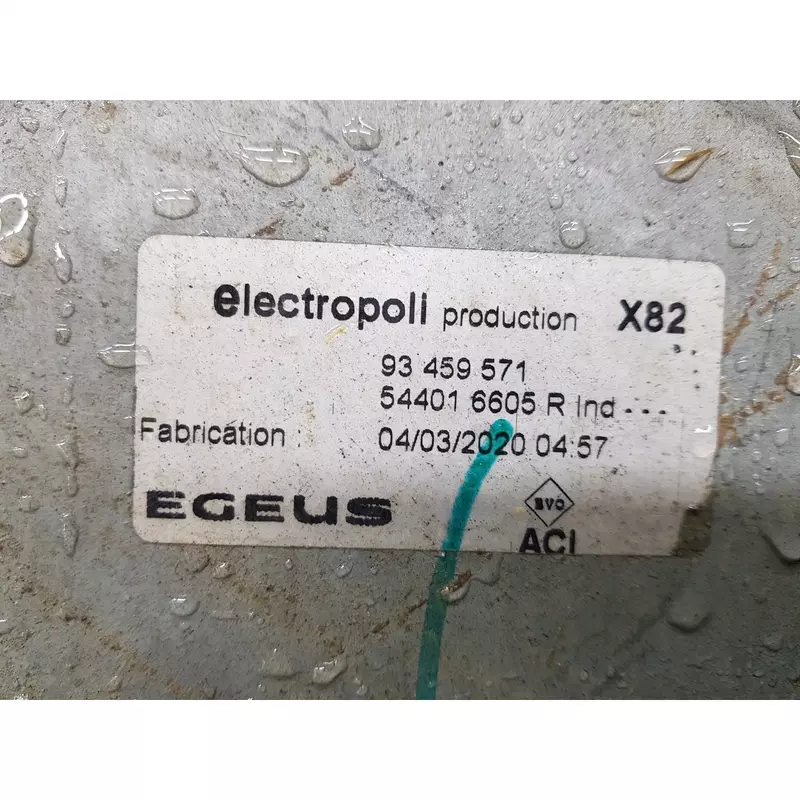 electropoli production X82
93 459 571
54401 6605 R Ind ---
Fabrication : 04/03/2020 04:57
EGEUS
SVO
ACI